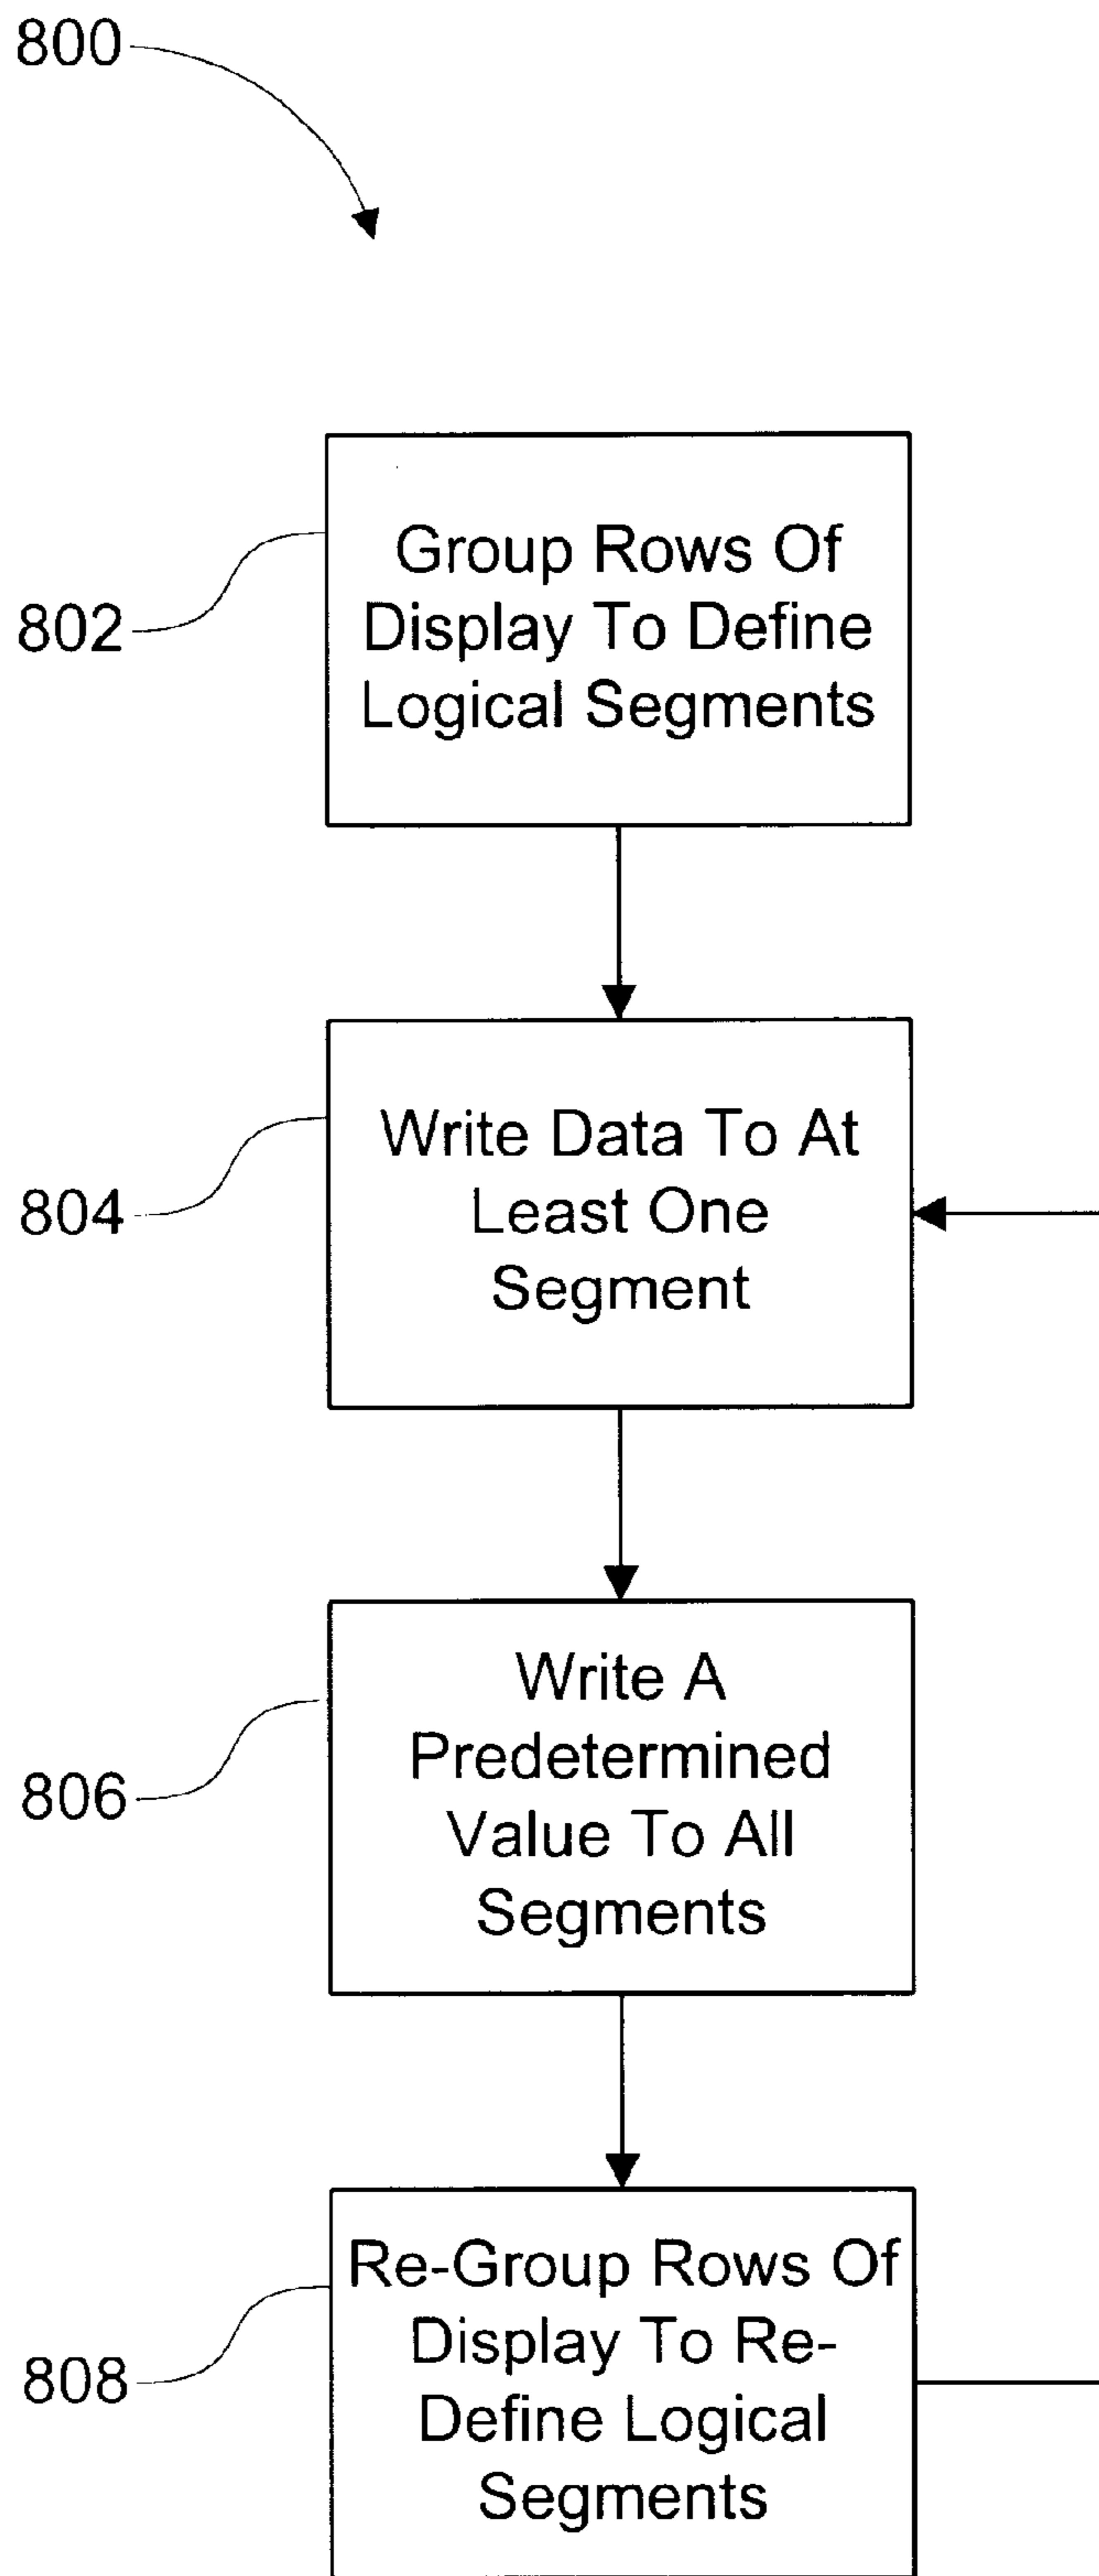 800
802
Group Rows Of
Display To Define
Logical Segments
804
Write Data To At
Least One
Segment
806
Write A
Predetermined
Value To All
Segments
808
Re-Group Rows Of
Display To Re-
Define Logical
Segments